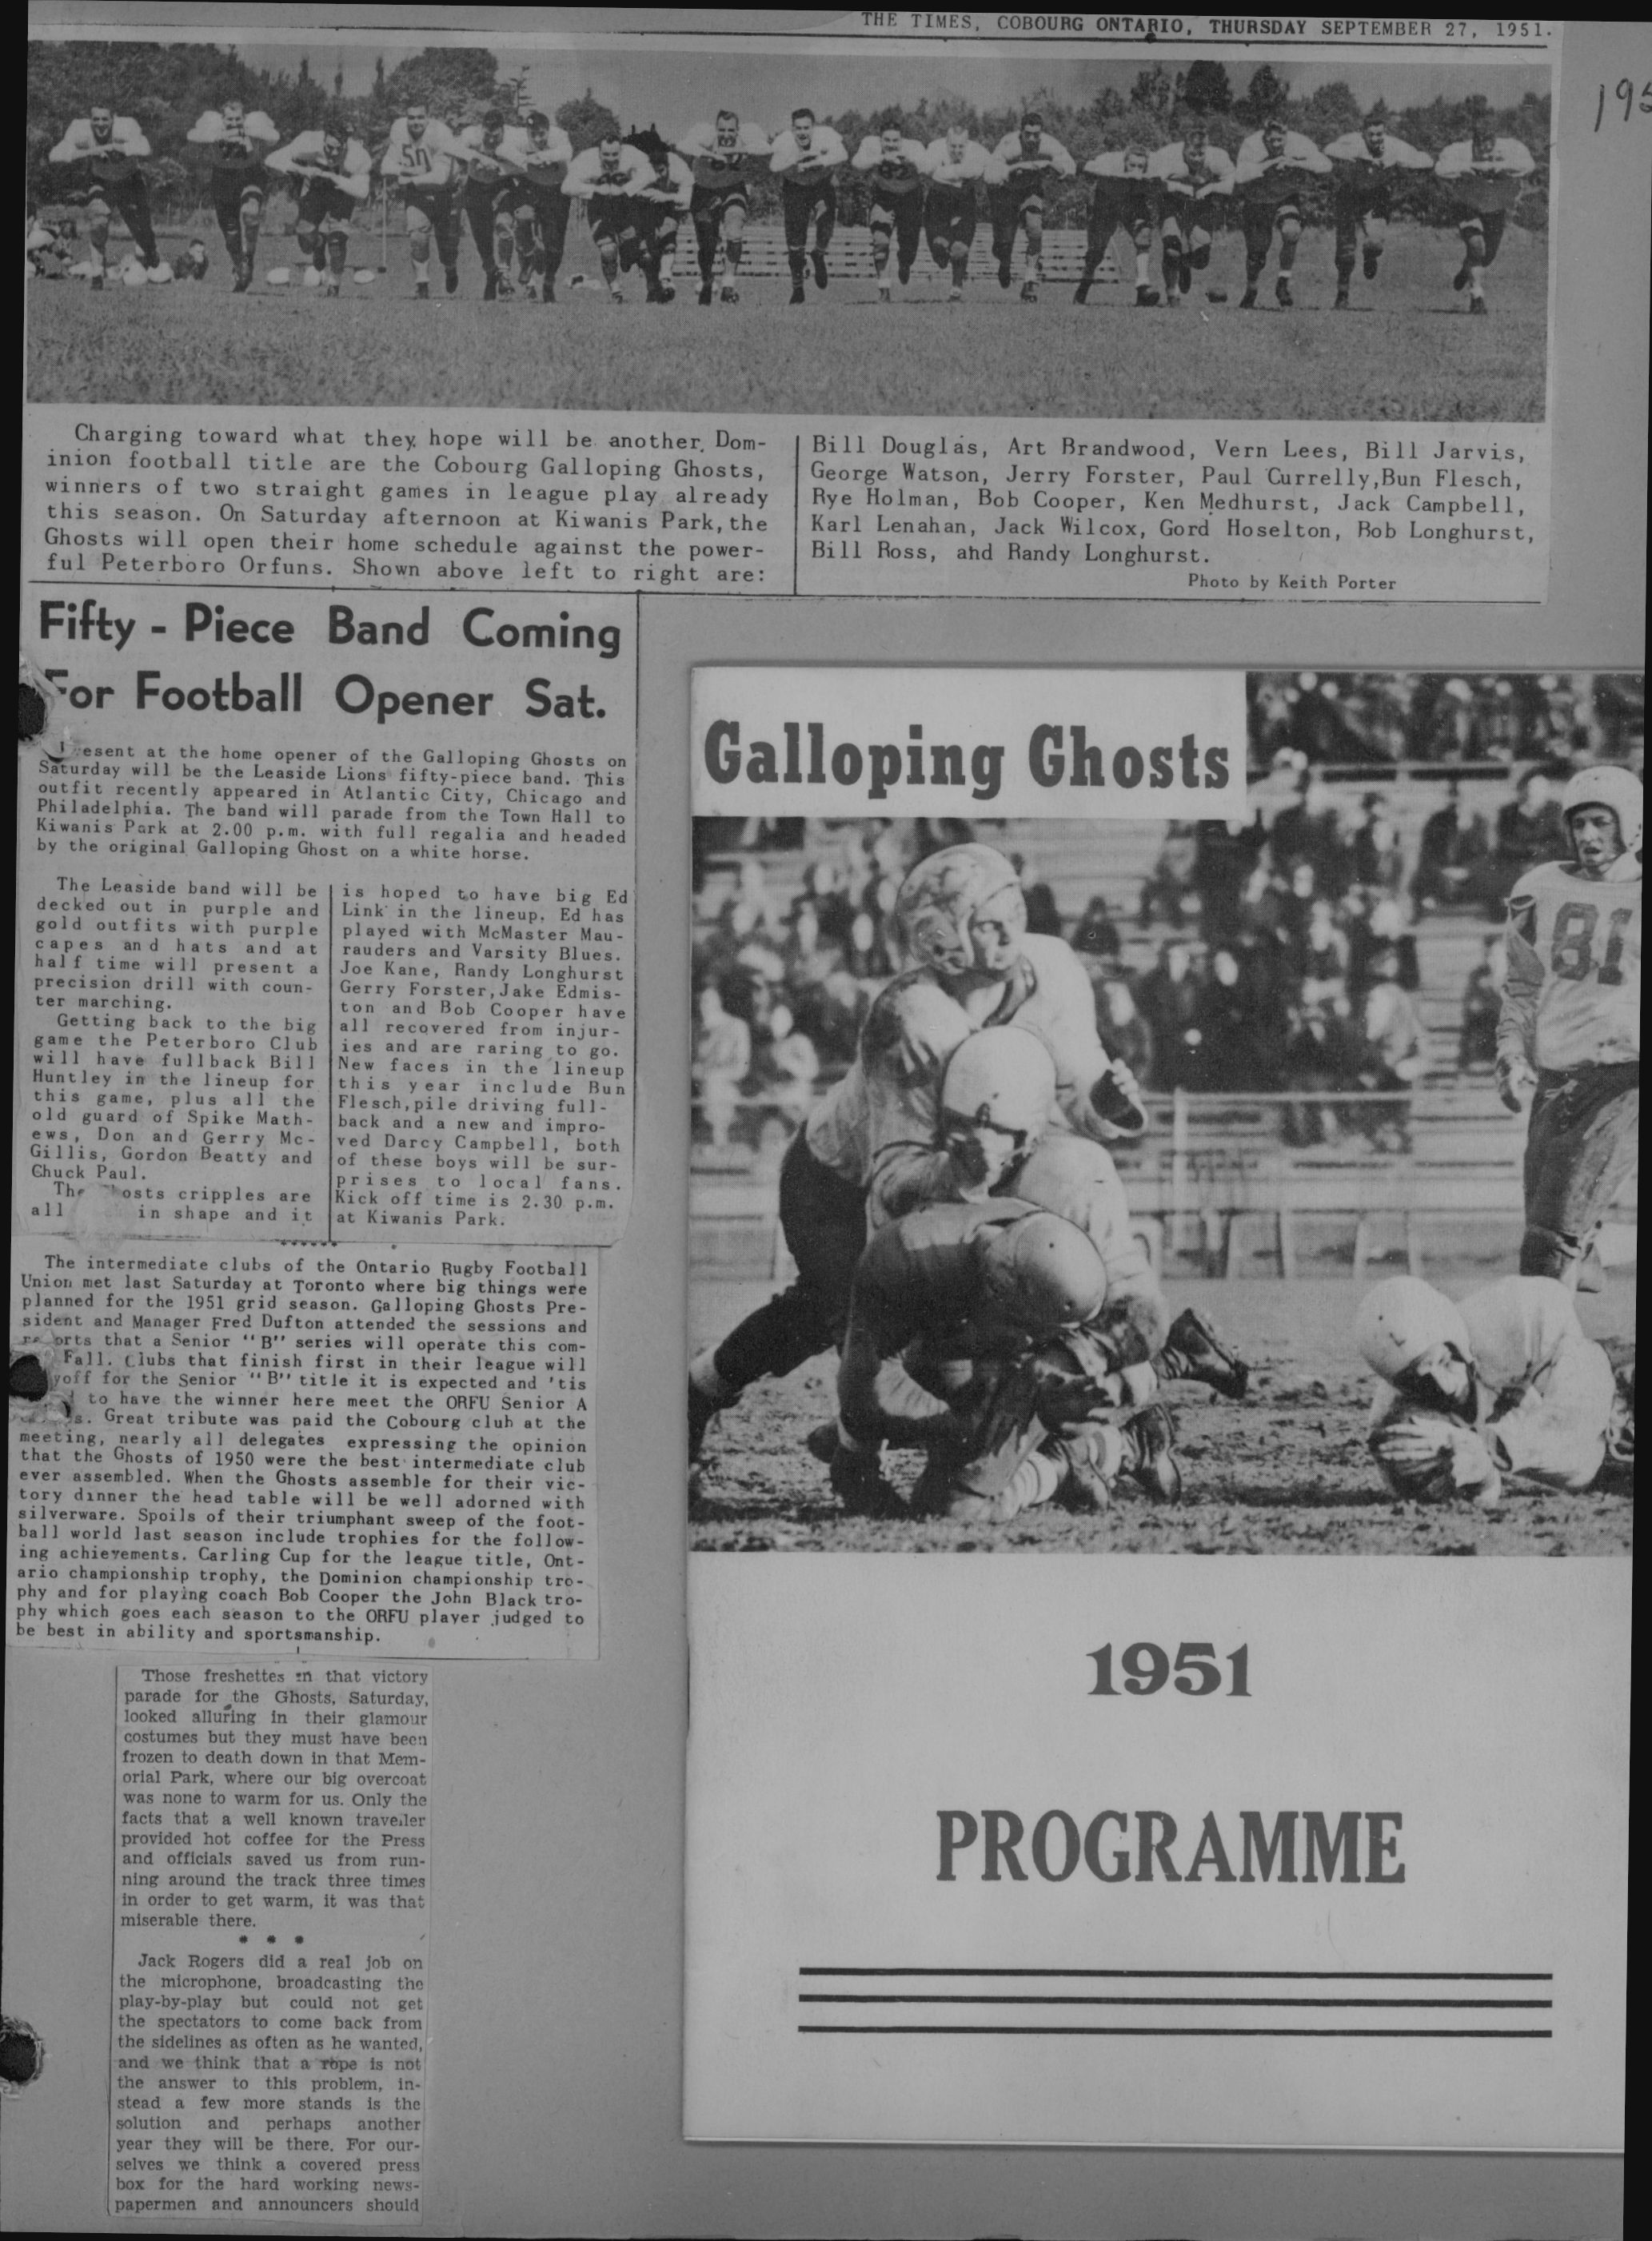 THE TIMES, COBOURG ONTARIO, THURSDAY SEPTEMBER 27, 1951.
195
50
82
Charging toward what they hope will be another Dom-
inion football title are the Cobourg Galloping Ghosts,
winners of two straight games in league play already
this season. On Saturday afternoon at Kiwanis Park, the
Ghosts will open their home schedule against the power-
ful Peterboro Orfuns. Shown above left to right are:
Bill Douglas, Art Brandwood, Vern Lees, Bill Jarvis,
George Watson, Jerry Forster, Paul Currelly,Bun Flesch,
Rye Holman, Bob Cooper, Ken Medhurst, Jack Campbell,
Karl Lenahan, Jack Wilcox, Gord Hoselton, Bob Longhurst,
Bill Ross, and Randy Longhurst.
Photo by Keith Porter
Fifty - Piece Band Coming
For Football Opener Sat.
Present at the home opener of the Galloping Ghosts on
Saturday will be the Leaside Lions fifty-piece band. This
outfit recently appeared in Atlantic City, Chicago and
Philadelphia. The band will parade from the Town Hall to
Kiwanis Park at 2.00 p.m. with full regalia and headed
by the original Galloping Ghost on a white horse.
The Leaside band will be
decked out in purple and
gold outfits with purple
capes and hats and at
half time will present a
precision drill with coun-
ter marching.
Getting back to the big
game the Peterboro Club
will have fullback Bill
Huntley in the lineup for
this game, plus all the
old guard of Spike Math-
ews, Don and Gerry Mc-
Gillis, Gordon Beatty and
Chuck Paul.
The osts cripples are
all in shape and it
is hoped to have big Ed
Link in the lineup. Ed has
played with McMaster Mau-
rauders and Varsity Blues.
Joe Kane, Randy Longhurst
Gerry Forster,Jake Edmis-
ton and Bob Cooper have
all recovered from injur-
ies and are raring to go.
New faces in the lineup
this year include Bun
Flesch,pile driving full-
back and a new and impro-
ved Darcy Campbell, both
of these boys will be sur-
prises to local fans.
Kick off time is 2.30 p.m.
at Kiwanis Park.
The intermediate clubs of the Ontario Rugby Football
Union met last Saturday at Toronto where big things were
planned for the 1951 grid season. Galloping Ghosts Pre-
sident and Manager Fred Dufton attended the sessions and
reports that a Senior "B" series will operate this com-
Fall. Clubs that finish first in their league will
yoff for the Senior "B" title it is expected and 'tis
to have the winner here meet the ORFU Senior A
s. Great tribute was paid the Cobourg club at the
meeting, nearly all delegates expressing the opinion
that the Ghosts of 1950 were the best intermediate club
ever assembled. When the Ghosts assemble for their vic-
tory dinner the head table will be well adorned with
silverware. Spoils of their triumphant sweep of the foot-
ball world last season include trophies for the follow-
ing achievements. Carling Cup for the league title, Ont-
ario championship trophy, the Dominion championship tro-
phy and for playing coach Bob Cooper the John Black tro-
phy which goes each season to the ORFU player judged to
be best in ability and sportsmanship.
Those freshettes in that victory
parade for the Ghosts, Saturday,
looked alluring in their glamour
costumes but they must have been
frozen to death down in that Mem-
orial Park, where our big overcoat
was none to warm for us. Only the
facts that a well known traveller
provided hot coffee for the Press
and officials saved us from run-
ning around the track three times
in order to get warm, it was that
miserable there.
* * *
Jack Rogers did a real job on
the microphone, broadcasting the
play-by-play but could not get
the spectators to come back from
the sidelines as often as he wanted,
and we think that a rope is not
the answer to this problem, in-
stead a few more stands is the
solution and perhaps another
year they will be there. For our-
selves we think a covered press
box for the hard working news-
papermen and announcers should
Galloping Ghosts
81
1951
PROGRAMME